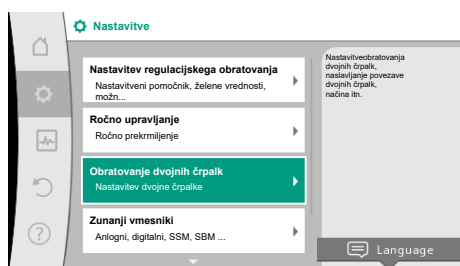 Nastavitve
Nastavitev regulacijskega obratovanja
Nastavitveni pomočnik, želene vrednosti,
možn...
Ročno upravljanje
Ročno prekrmiljenje
Obratovanje dvojnih črpalk
Nastavitev dvojne črpalke
Zunanji vmesniki
Anlogni, digitalni, SSM, SBM ...
Nastavitveobratovanja
dvojnih črpalk,
naslavljanje povezave
dvojnih črpalk,
načina itn.
Language